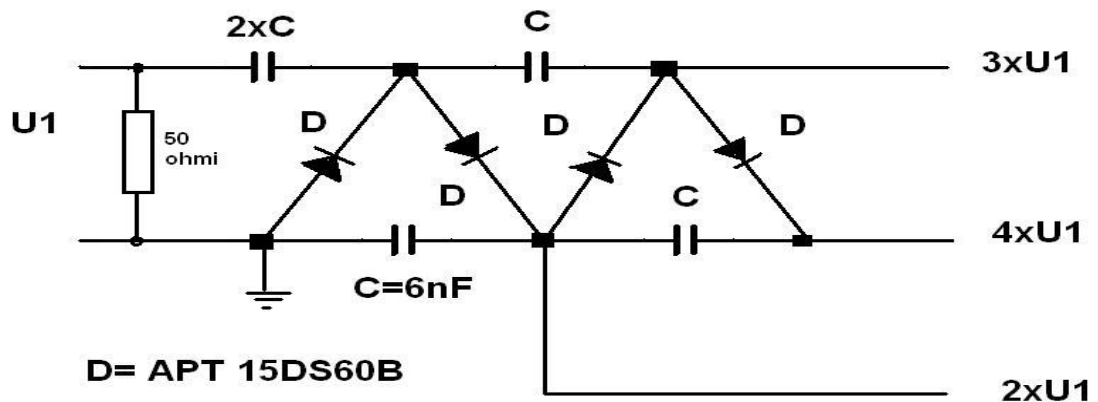 2xC
C
3xU1
U1
50
ohmi
D
D
D
D
C
4xU1
C=6nF
D= APT 15DS60B
2xU1